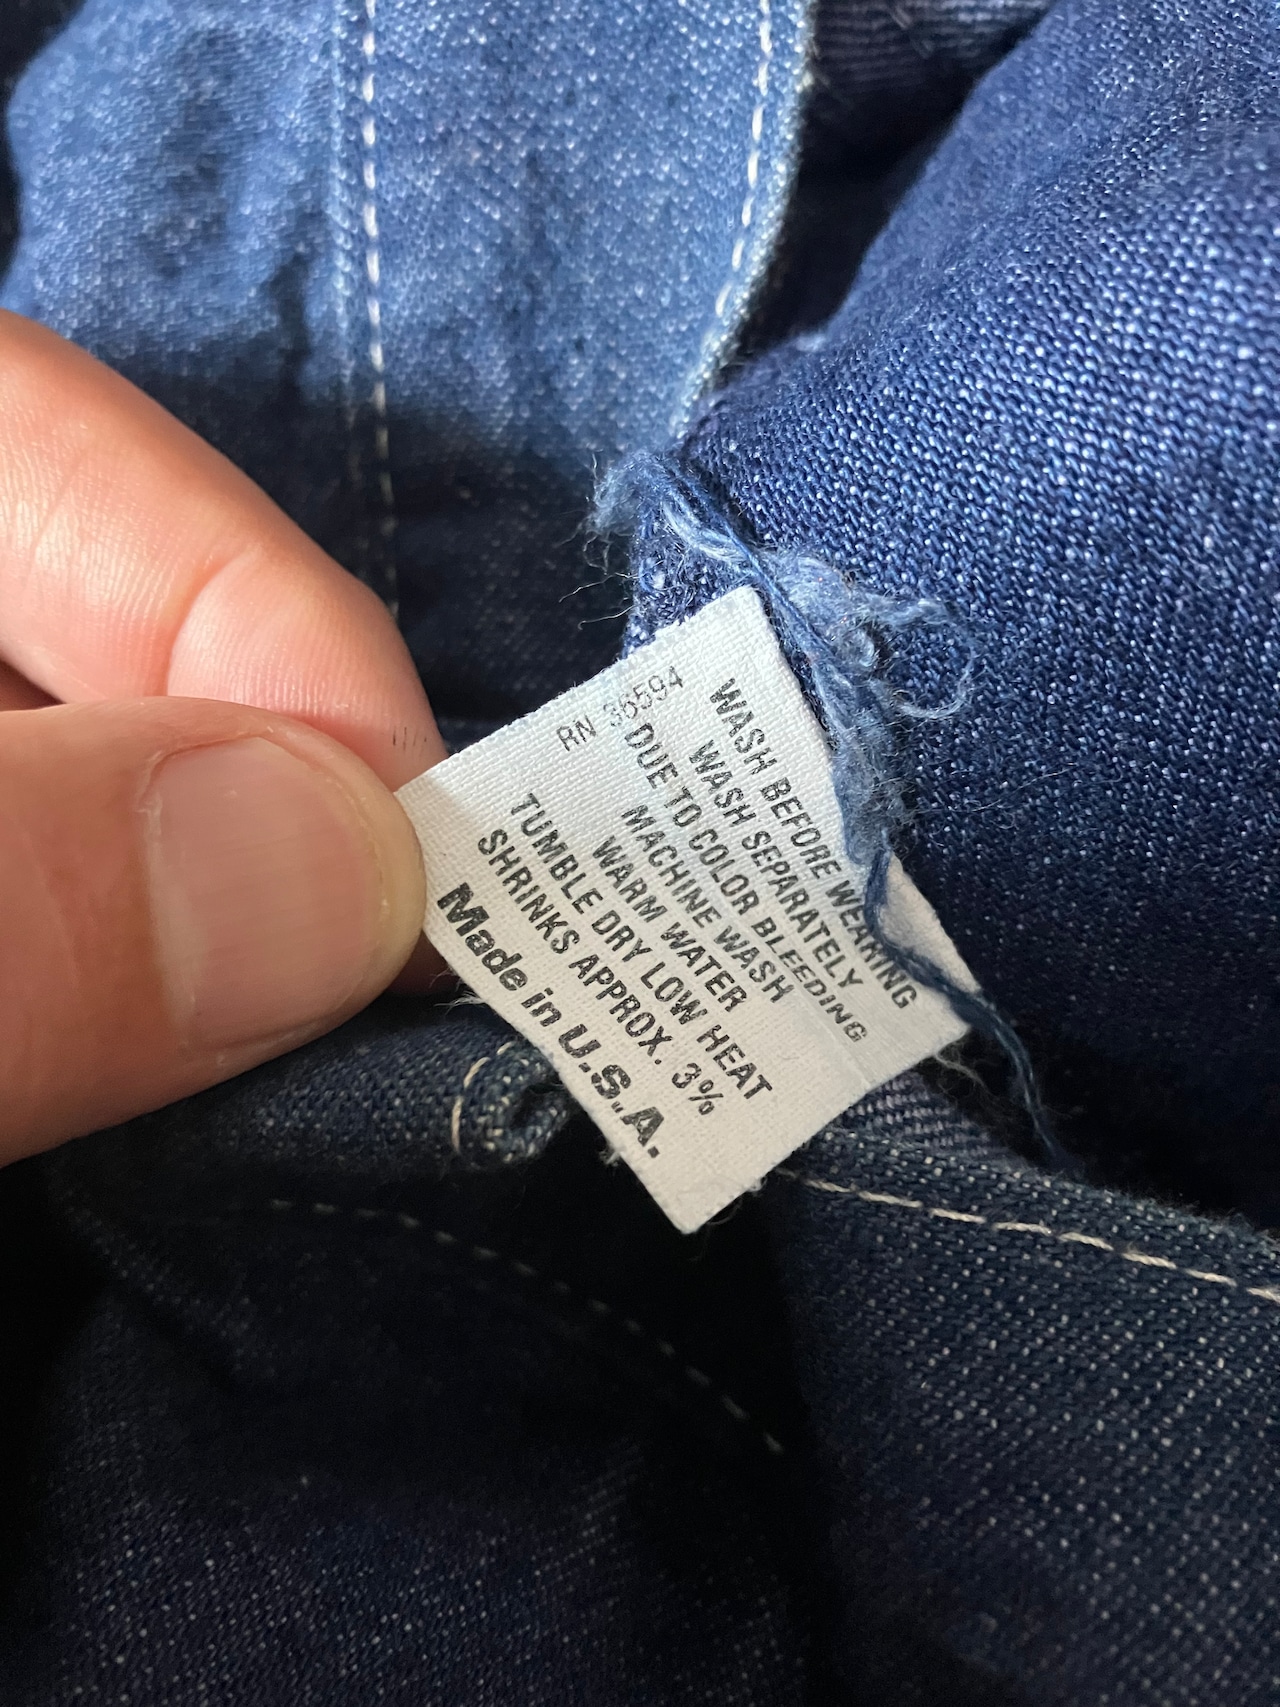 RN 36594
WASH BEFORE WEARING
WASH SEPARATELY
DUE TO COLOR BLEEDING
MACHINE WASH
WARM WATER
TUMBLE DRY LOW HEAT
SHRINKS APPROX. 3%
Made in U.S.A.